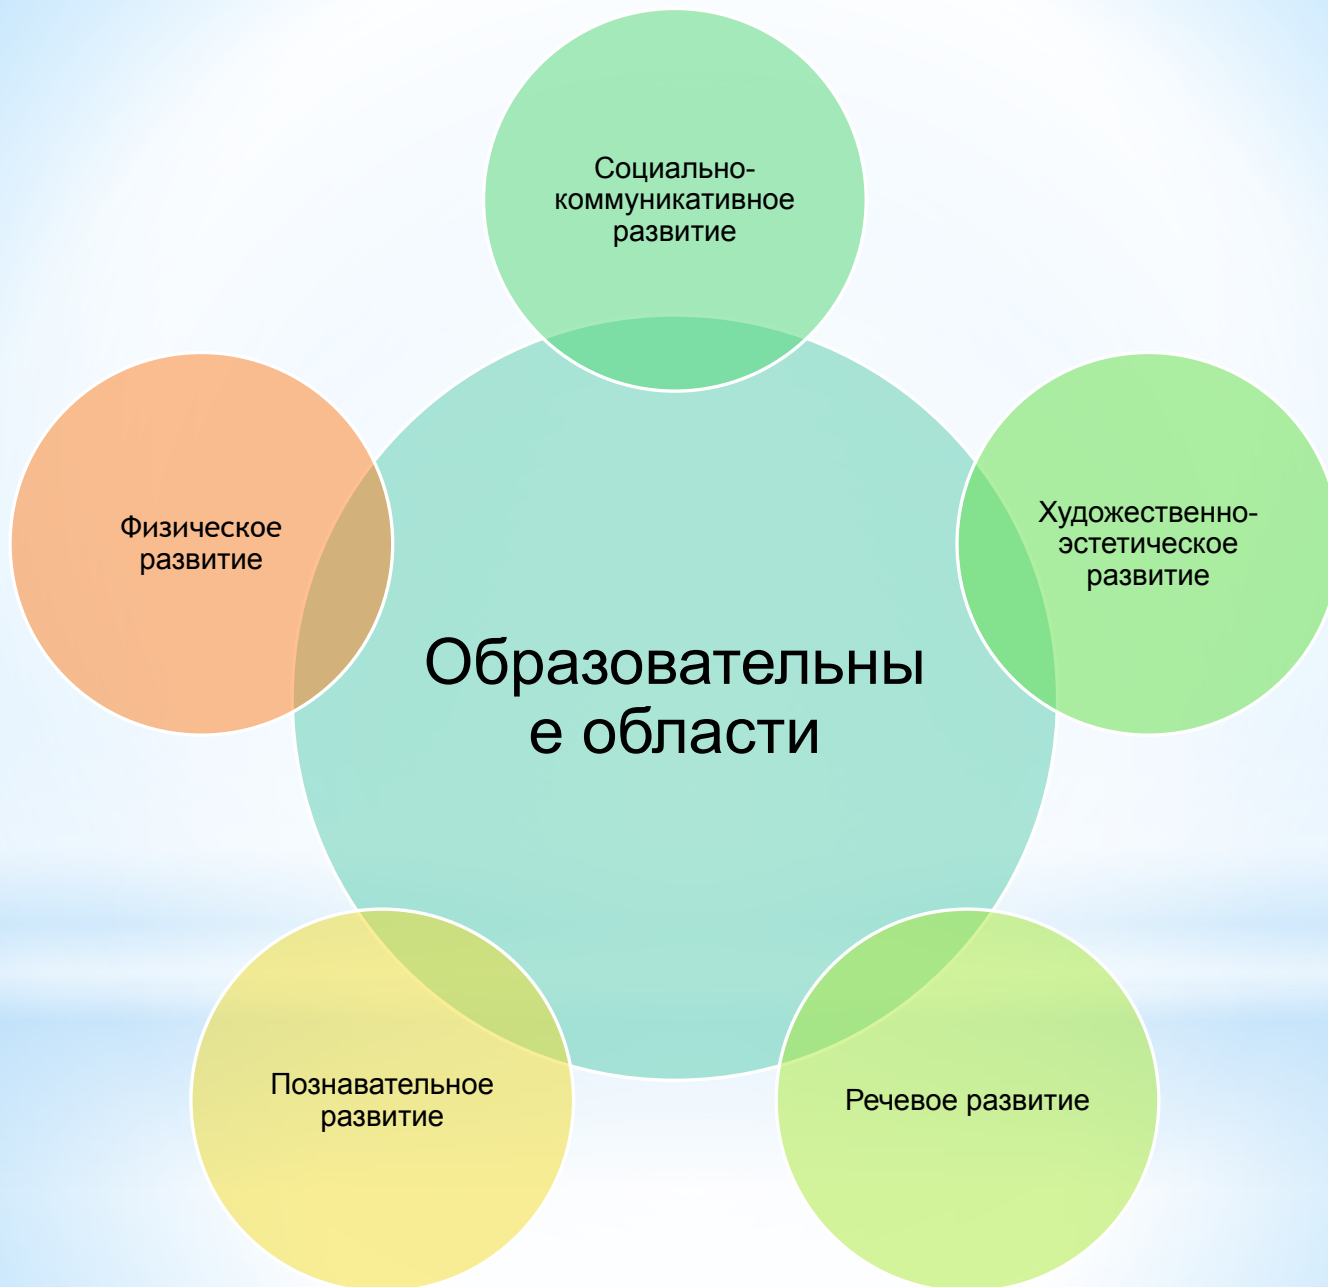 Социально-
коммуникативное
развитие
Физическое
развитие
Художественно-
эстетическое
развитие
Образовательны
е области
Познавательное
развитие
Речевое развитие